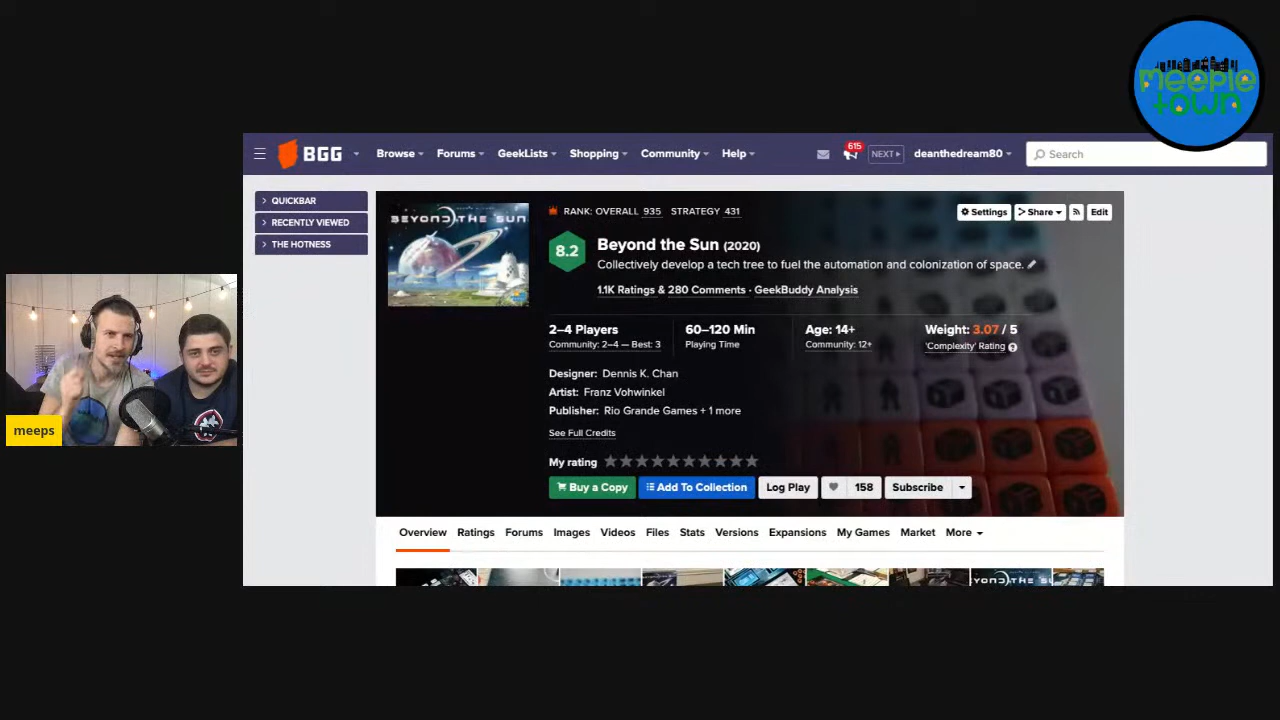 meeple
town
BGG
Browse
Forums
GeekLists
Shopping
Community
Help
615
NEXT
deanthedream80
Search
QUICKBAR
RECENTLY VIEWED
THE HOTNESS
BEYOND THE SUN
RANK: OVERALL 935 STRATEGY 431
Settings
Share
Edit
8.2
Beyond the Sun (2020)
Collectively develop a tech tree to fuel the automation and colonization of space.
1.1K Ratings & 280 Comments · GeekBuddy Analysis
2–4 Players
Community: 2–4 — Best: 3
60–120 Min
Playing Time
Age: 14+
Community: 12+
Weight: 3.07 / 5
'Complexity' Rating
Designer: Dennis K. Chan
Artist: Franz Vohwinkel
Publisher: Rio Grande Games + 1 more
See Full Credits
My rating
Buy a Copy
Add To Collection
Log Play
158
Subscribe
meeps
Overview
Ratings
Forums
Images
Videos
Files
Stats
Versions
Expansions
My Games
Market
More